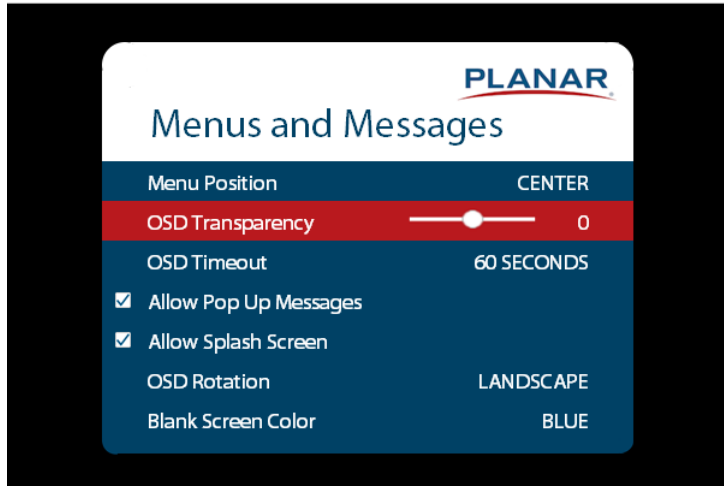 PLANAR
Menus and Messages
Menu Position CENTER
OSD Transparency 0
OSD Timeout 60 SECONDS
Allow Pop Up Messages
Allow Splash Screen
OSD Rotation LANDSCAPE
Blank Screen Color BLUE